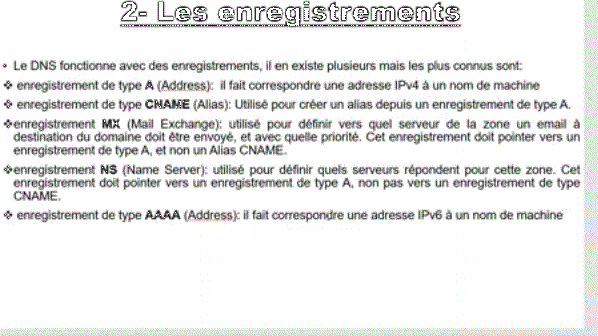 2- Les enregistrements
• Le DNS fonctionne avec des enregistrements, il en existe plusieurs mais les plus connus sont:
❖ enregistrement de type A (Address): il fait correspondre une adresse IPv4 à un nom de machine
❖ enregistrement de type CNAME (Alias): Utilisé pour créer un alias depuis un enregistrement de type A.
❖enregistrement MX (Mail Exchange): utilisé pour définir vers quel serveur de la zone un email à
destination du domaine doit être envoyé, et avec quelle priorité. Cet enregistrement doit pointer vers un
enregistrement de type A, et non un Alias CNAME.
❖enregistrement NS (Name Server): utilisé pour définir quels serveurs répondent pour cette zone. Cet
enregistrement doit pointer vers un enregistrement de type A, non pas vers un enregistrement de type
CNAME.
❖ enregistrement de type AAAA (Address): il fait correspondre une adresse IPv6 à un nom de machine